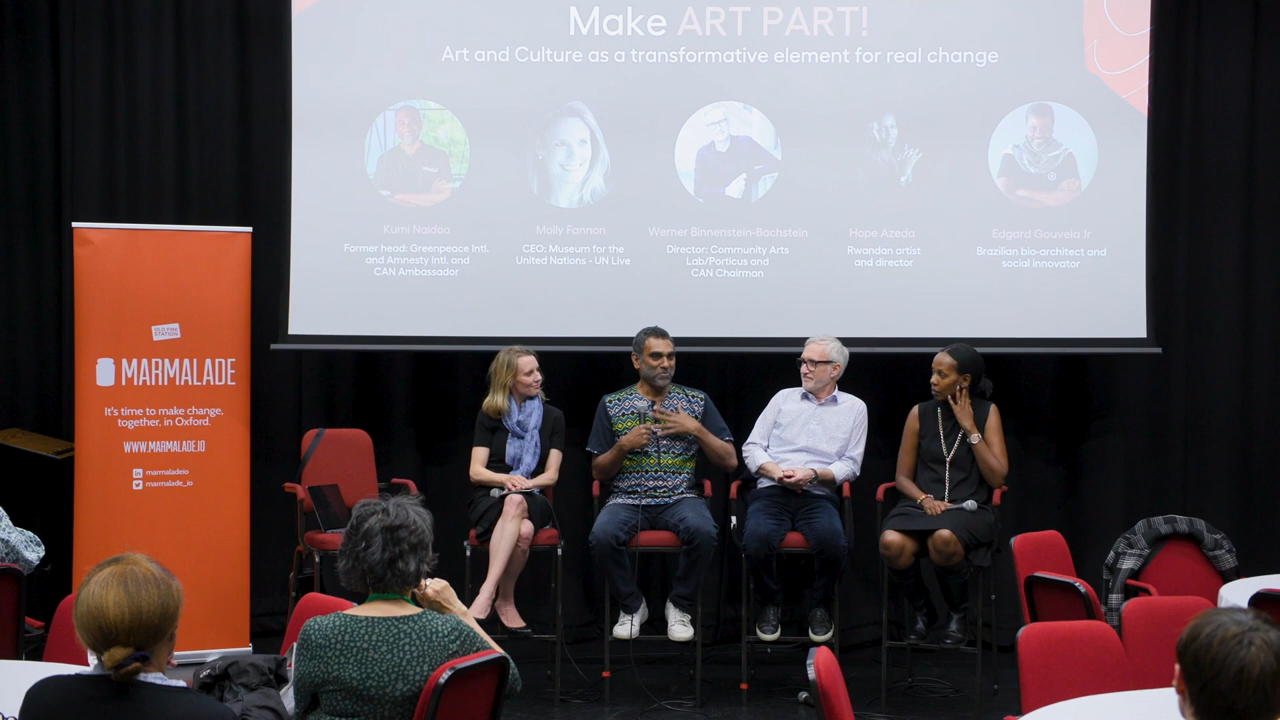 Make ART PART!
Art and Culture as a transformative element for real change
Kumi Naidoo
Former head: Greenpeace Intl.
and Amnesty Intl. and
CAN Ambassador
Molly Fannon
CEO: Museum for the
United Nations - UN Live
Werner Binnenstein-Bachstein
Director: Community Arts
Lab/Porticus and
CAN Chairman
Hope Azeda
Rwandan artist
and director
Edgard Gouveia Jr
Brazilian bio-architect and
social innovator
OLD FIRE
STATION
MARMALADE
It's time to make change,
together, in Oxford.
WWW.MARMALADE.IO
marmaladeio
marmalade_io